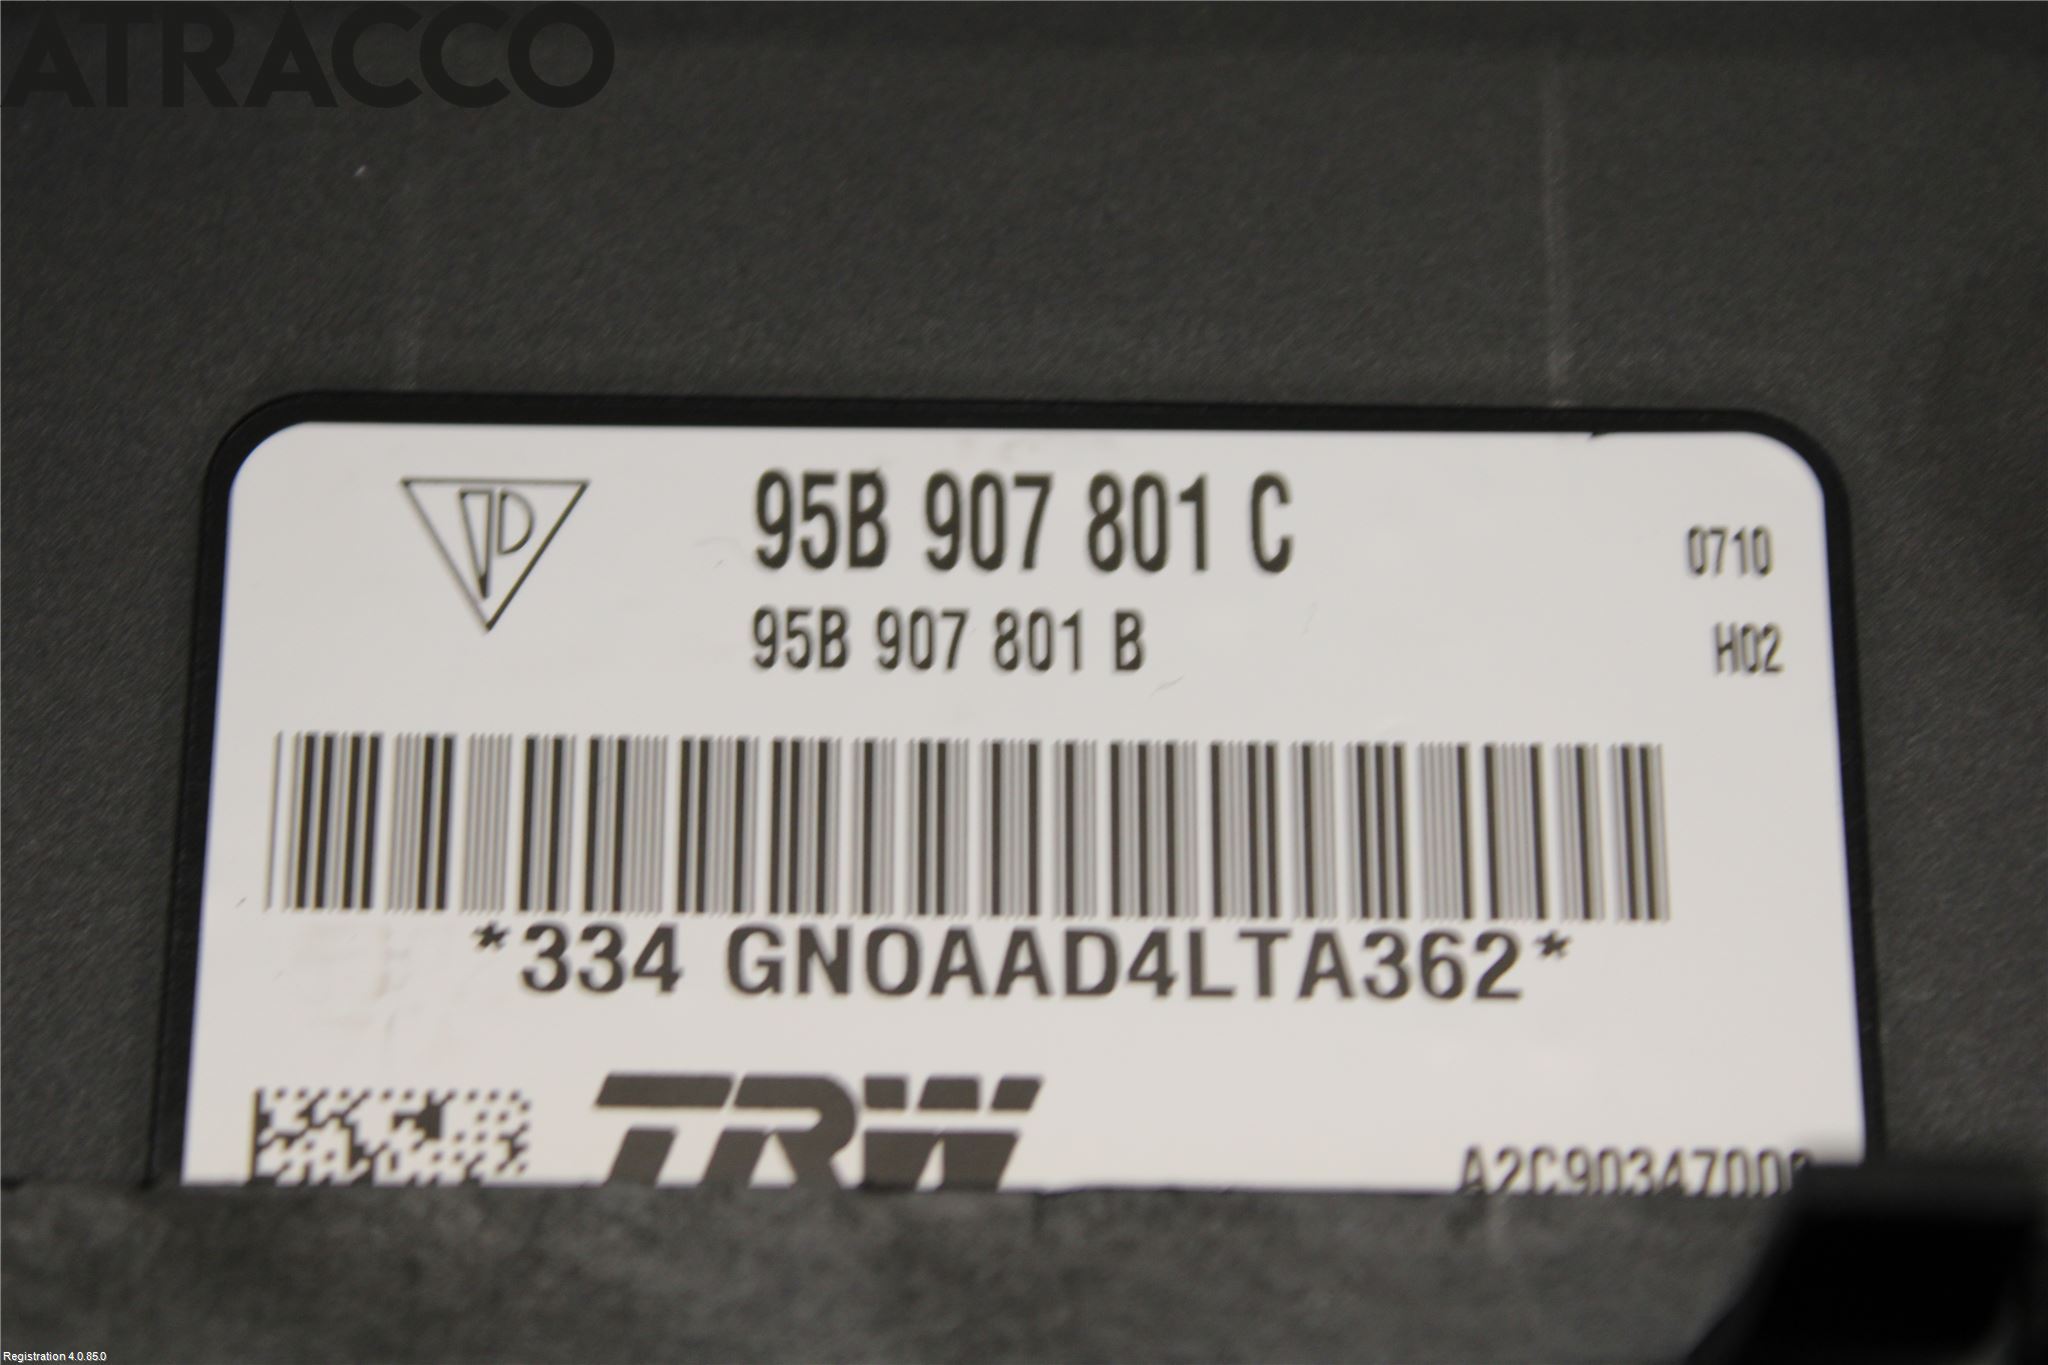 ATRACCO
95B 907 801 C
0710
95B 907 801 B
H02
*334 GNOAAD4LTA362*
TRW
Registration 4.0.85.0